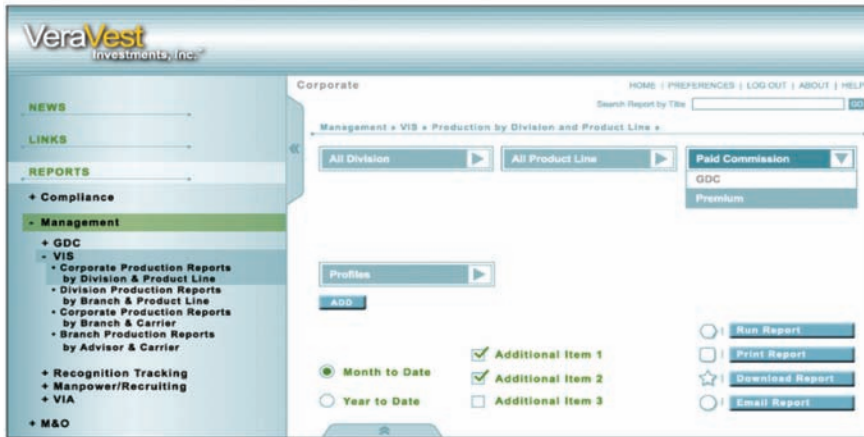 VeraVest
Investments, Inc.™
Corporate
HOME | PREFERENCES | LOG OUT | ABOUT | HELP
Search Report by Title
GO
NEWS
LINKS
REPORTS
+ Compliance
- Management
+ GDC
- VIS
• Corporate Production Reports
by Division & Product Line
• Division Production Reports
by Branch & Product Line
• Corporate Production Reports
by Branch & Carrier
• Branch Production Reports
by Advisor & Carrier
+ Recognition Tracking
+ Manpower/Recruiting
+ VIA
+ M&O
Management » VIS » Production by Division and Product Line »
All Division
All Product Line
Paid Commission
GDC
Premium
Profiles
ADD
Month to Date
Year to Date
Additional Item 1
Additional Item 2
Additional Item 3
Run Report
Print Report
Download Report
Email Report